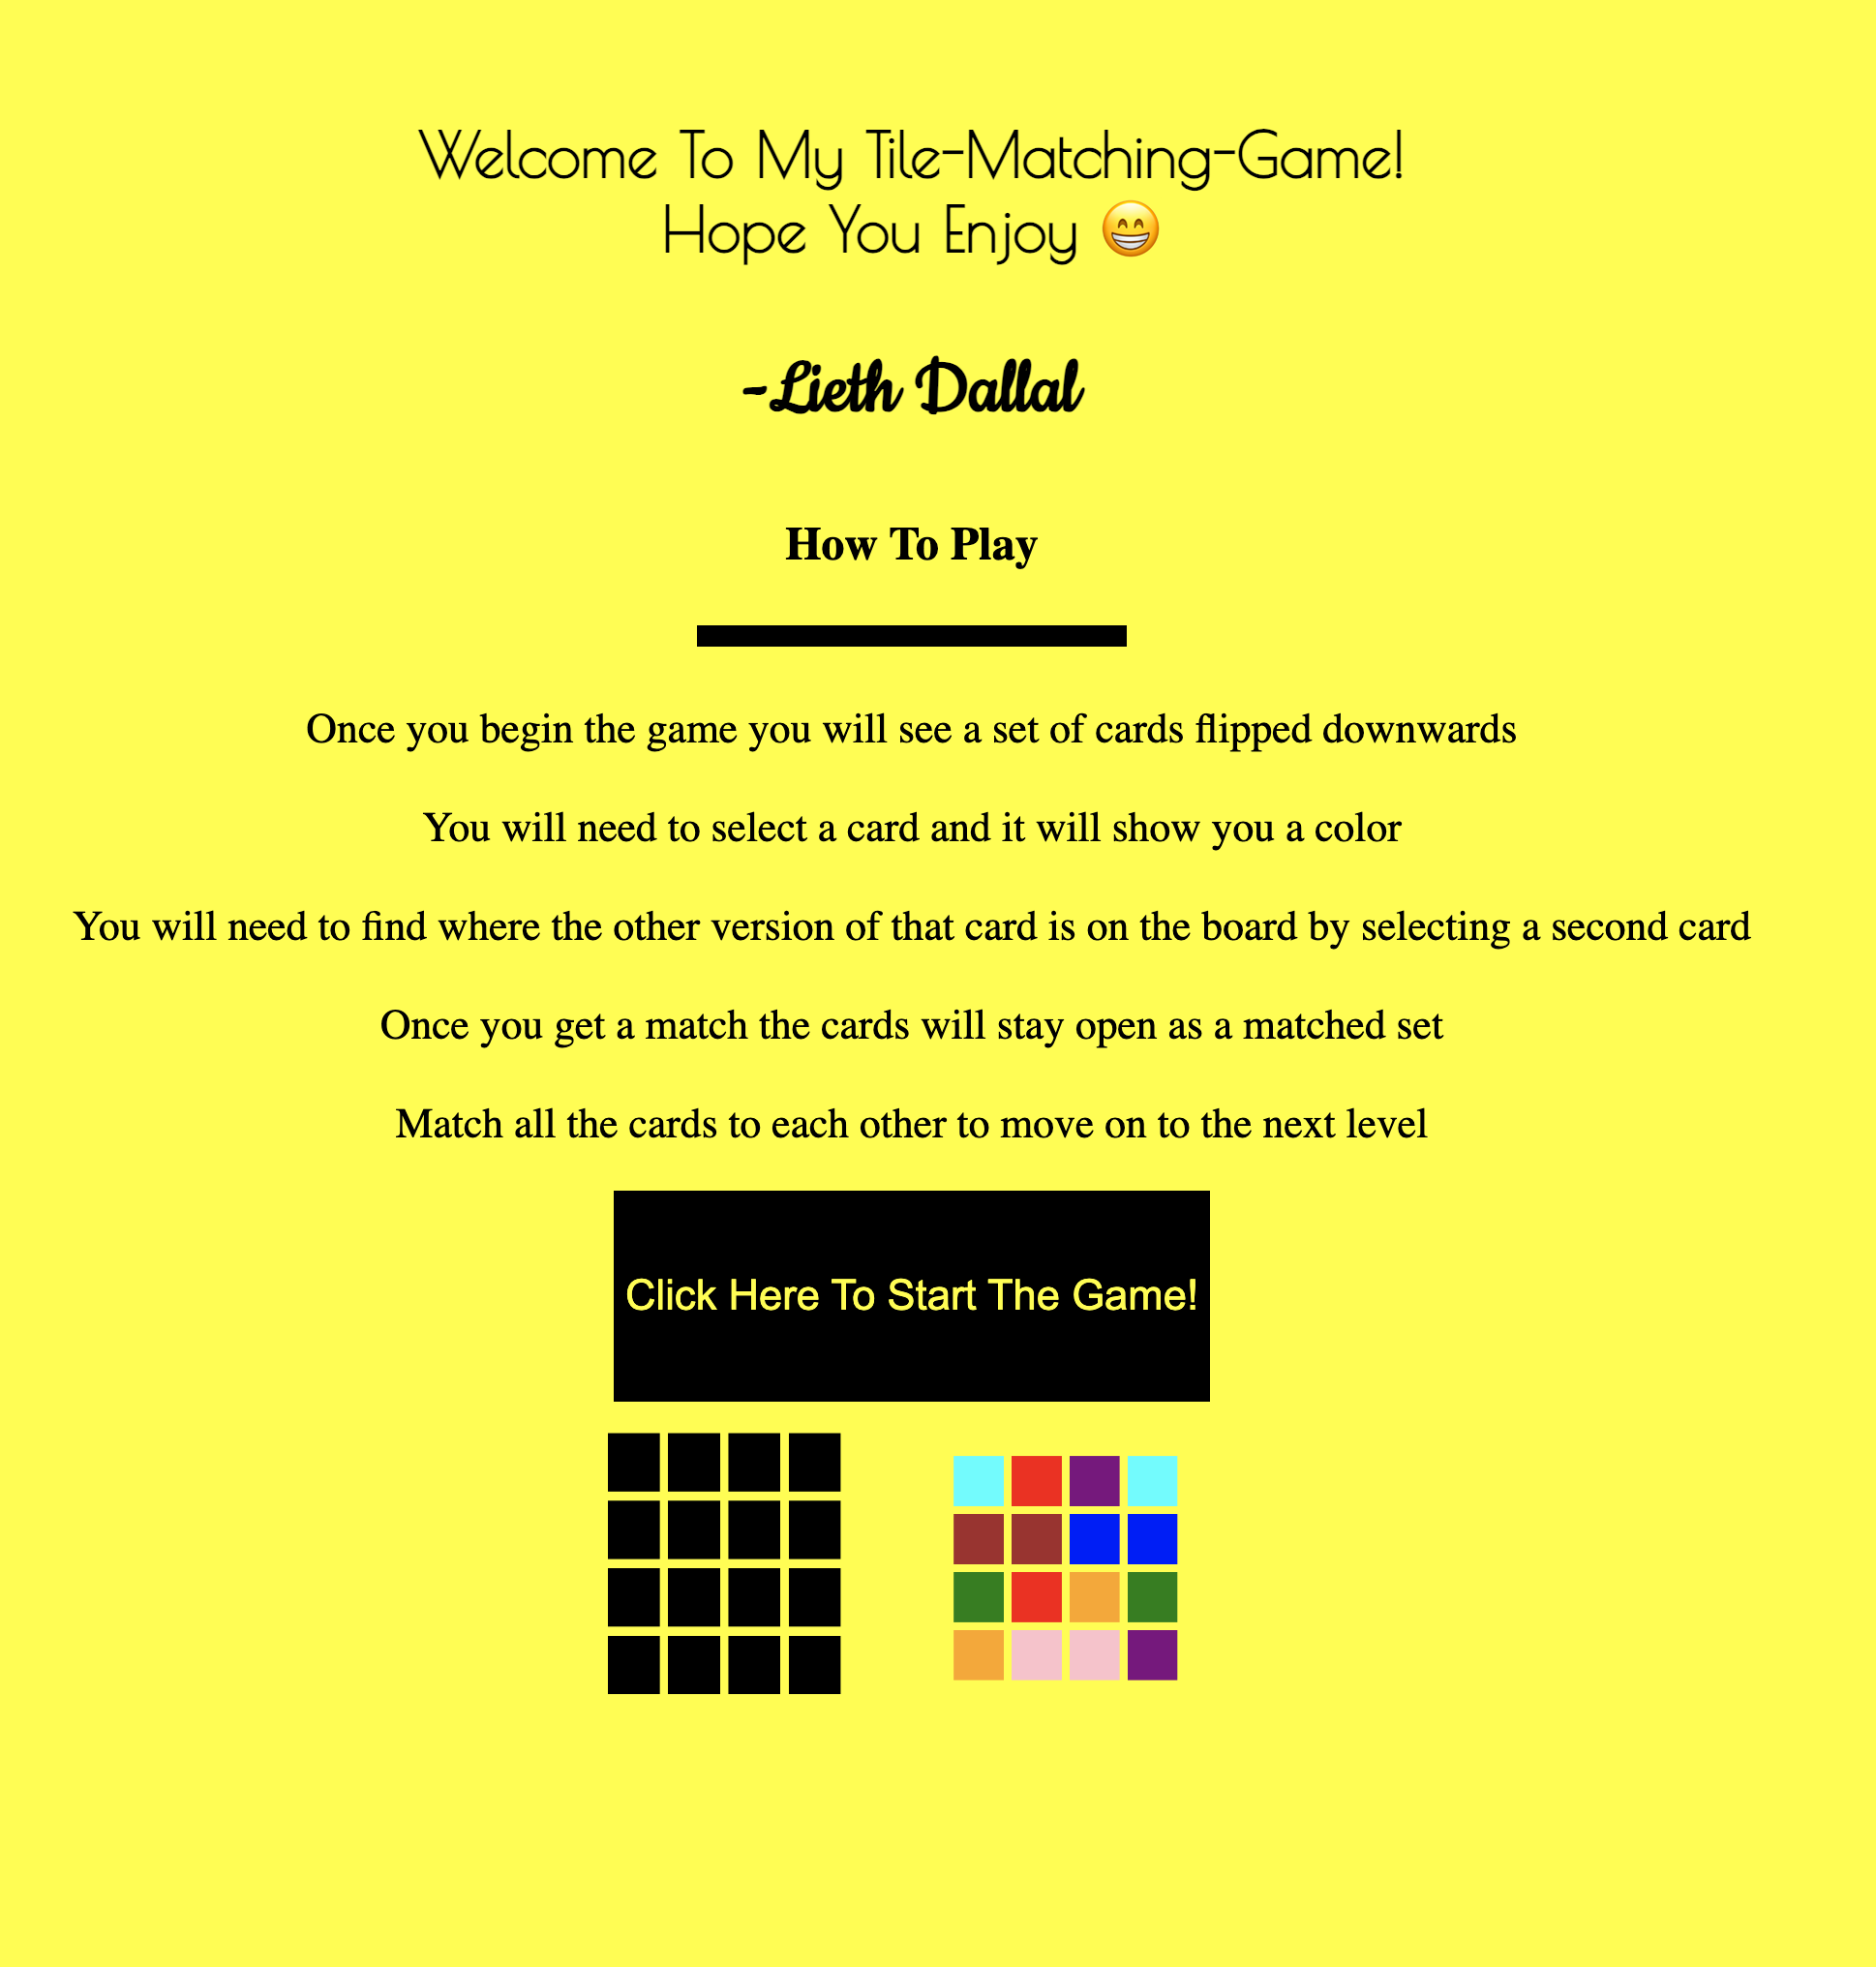 Welcome To My Tile-Matching-Game!
Hope You Enjoy 😁
-Lieth Dallal
How To Play
Once you begin the game you will see a set of cards flipped downwards
You will need to select a card and it will show you a color
You will need to find where the other version of that card is on the board by selecting a second card
Once you get a match the cards will stay open as a matched set
Match all the cards to each other to move on to the next level
Click Here To Start The Game!